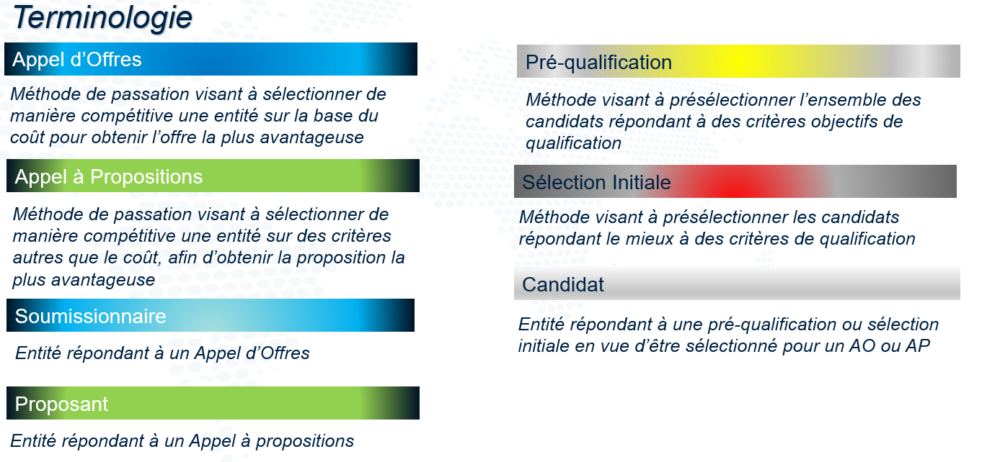 Terminologie
Appel d’Offres
Méthode de passation visant à sélectionner de
manière compétitive une entité sur la base du
coût pour obtenir l’offre la plus avantageuse
Appel à Propositions
Méthode de passation visant à sélectionner de
manière compétitive une entité sur des critères
autres que le coût, afin d’obtenir la proposition la
plus avantageuse
Soumissionnaire
Entité répondant à un Appel d’Offres
Proposant
Entité répondant à un Appel à propositions
Pré-qualification
Méthode visant à présélectionner l’ensemble des
candidats répondant à des critères objectifs de
qualification
Sélection Initiale
Méthode visant à présélectionner les candidats
répondant le mieux à des critères de qualification
Candidat
Entité répondant à une pré-qualification ou sélection
initiale en vue d’être sélectionné pour un AO ou AP